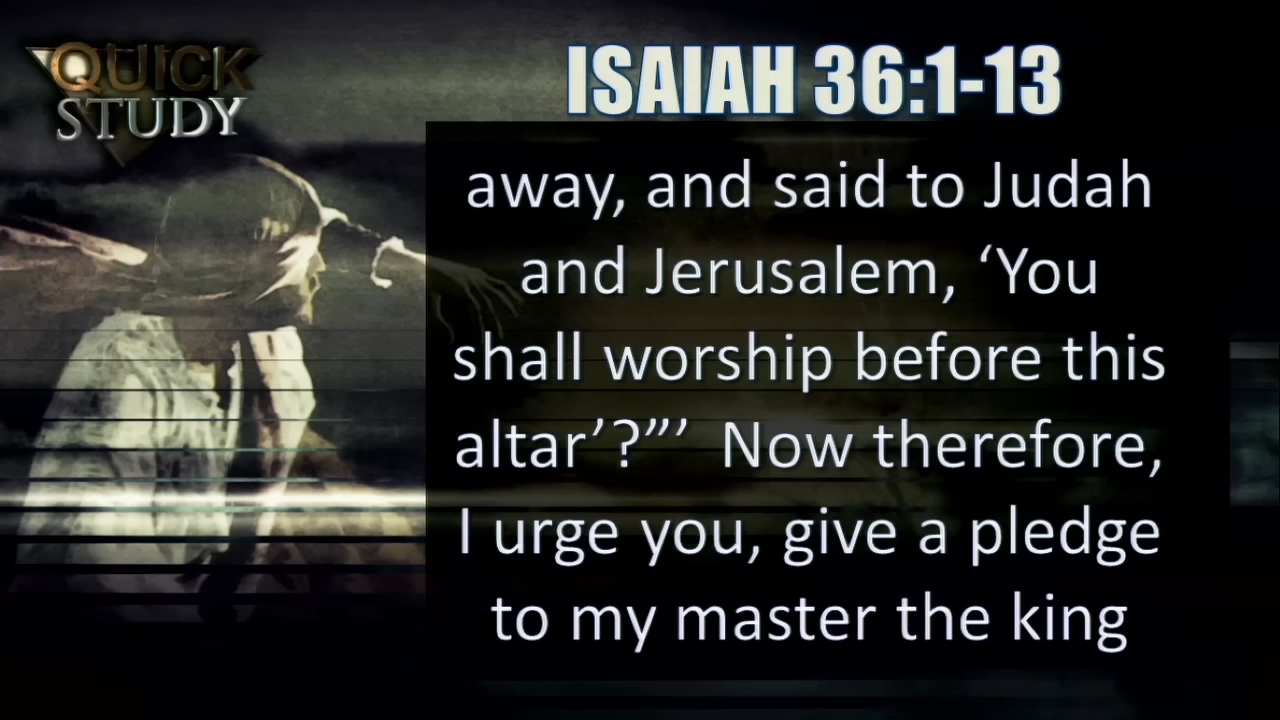 QUICK
STUDY
ISAIAH 36:1-13
away, and said to Judah
and Jerusalem, ‘You
shall worship before this
altar’?”’ Now therefore,
I urge you, give a pledge
to my master the king